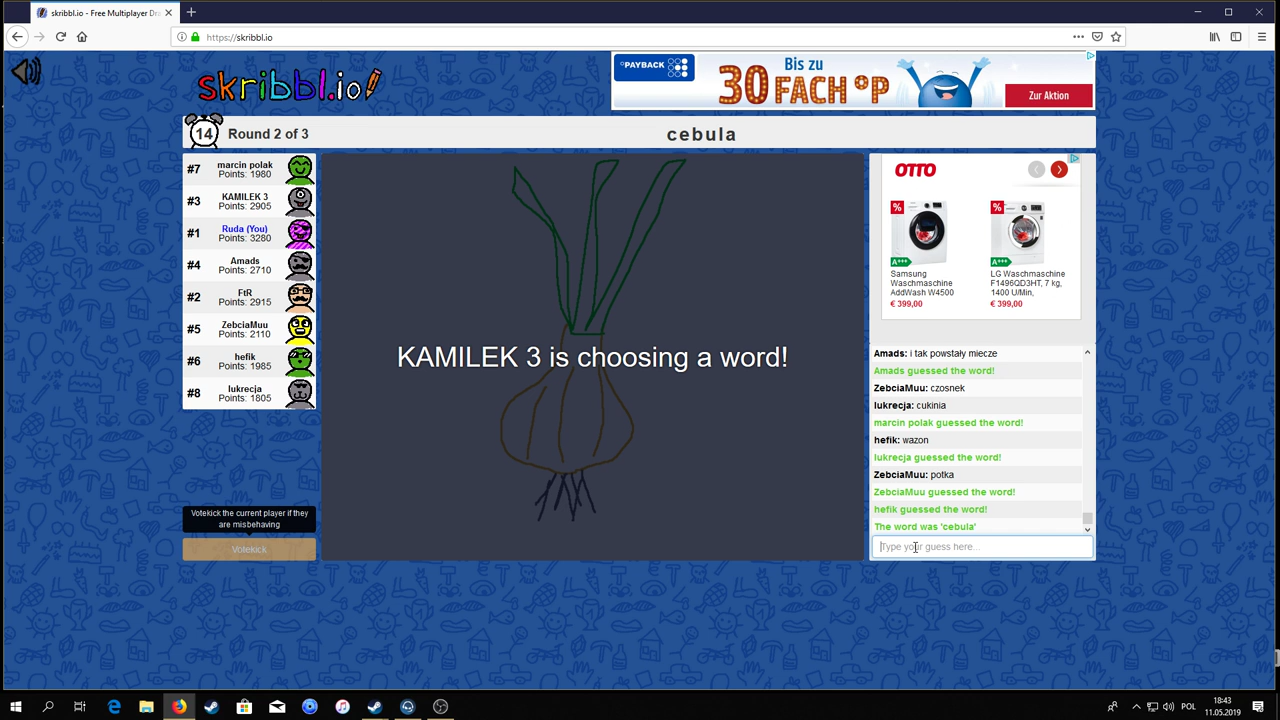 skribbl.io - Free Multiplayer Dra
https://skribbl.io
skribbl.io
°PAYBACK
Bis zu
30 FACH °P
Zur Aktion
14
Round 2 of 3
cebula
#7
marcin polak
Points: 1980
#3
KAMILEK 3
Points: 2905
#1
Ruda (You)
Points: 3280
#4
Amads
Points: 2710
#2
FtR
Points: 2915
#5
ZebciaMuu
Points: 2110
#6
hefik
Points: 1985
#8
lukrecja
Points: 1805
Votekick the current player if they
are misbehaving
Votekick
KAMILEK 3 is choosing a word!
OTTO
%
%
A+++
A+++
Samsung
Waschmaschine
AddWash W4500
€ 399,00
LG Waschmaschine
F1496QD3HT, 7 kg,
1400 U/Min,
€ 399,00
Amads: i tak powstały miecze
Amads guessed the word!
ZebciaMuu: czosnek
lukrecja: cukinia
marcin polak guessed the word!
hefik: wazon
lukrecja guessed the word!
ZebciaMuu: potka
ZebciaMuu guessed the word!
hefik guessed the word!
The word was 'cebula'
Type your guess here...
POL
18:43
11.05.2019